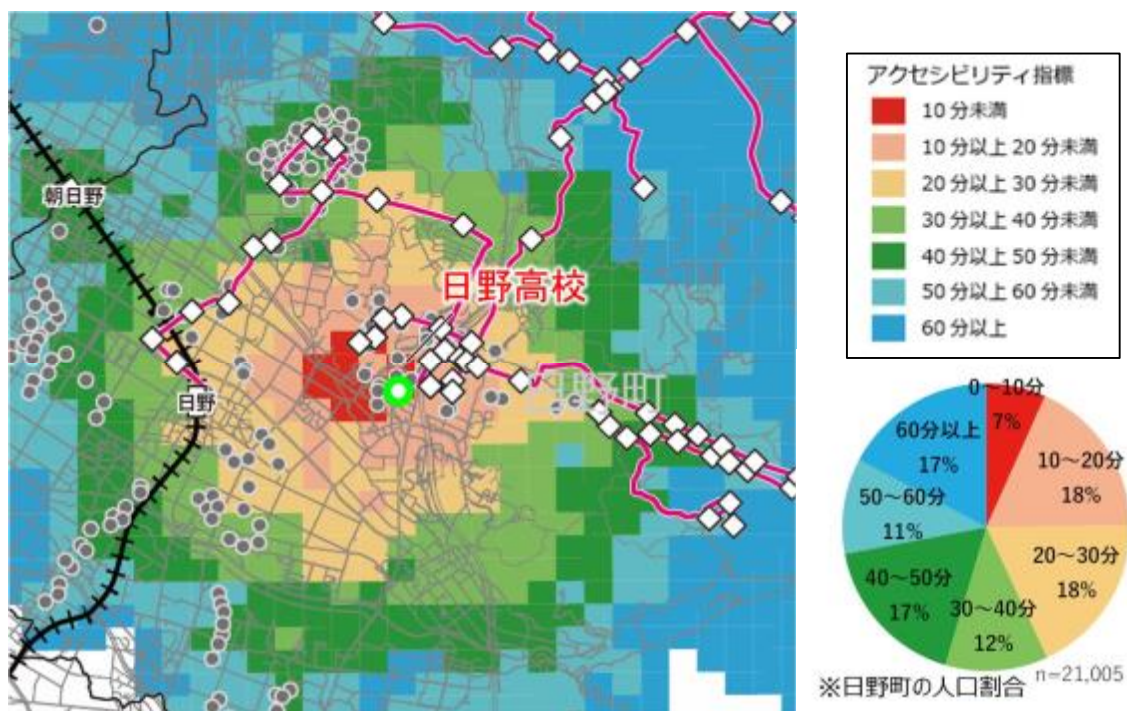 朝日野
日野高校
日野町
日野
アクセシビリティ指標
10分未満
10分以上20分未満
20分以上30分未満
30分以上40分未満
40分以上50分未満
50分以上60分未満
60分以上
0~10分
7%
10~20分
18%
20~30分
18%
30~40分
12%
40~50分
17%
50~60分
11%
60分以上
17%
※日野町の人口割合 n=21,005